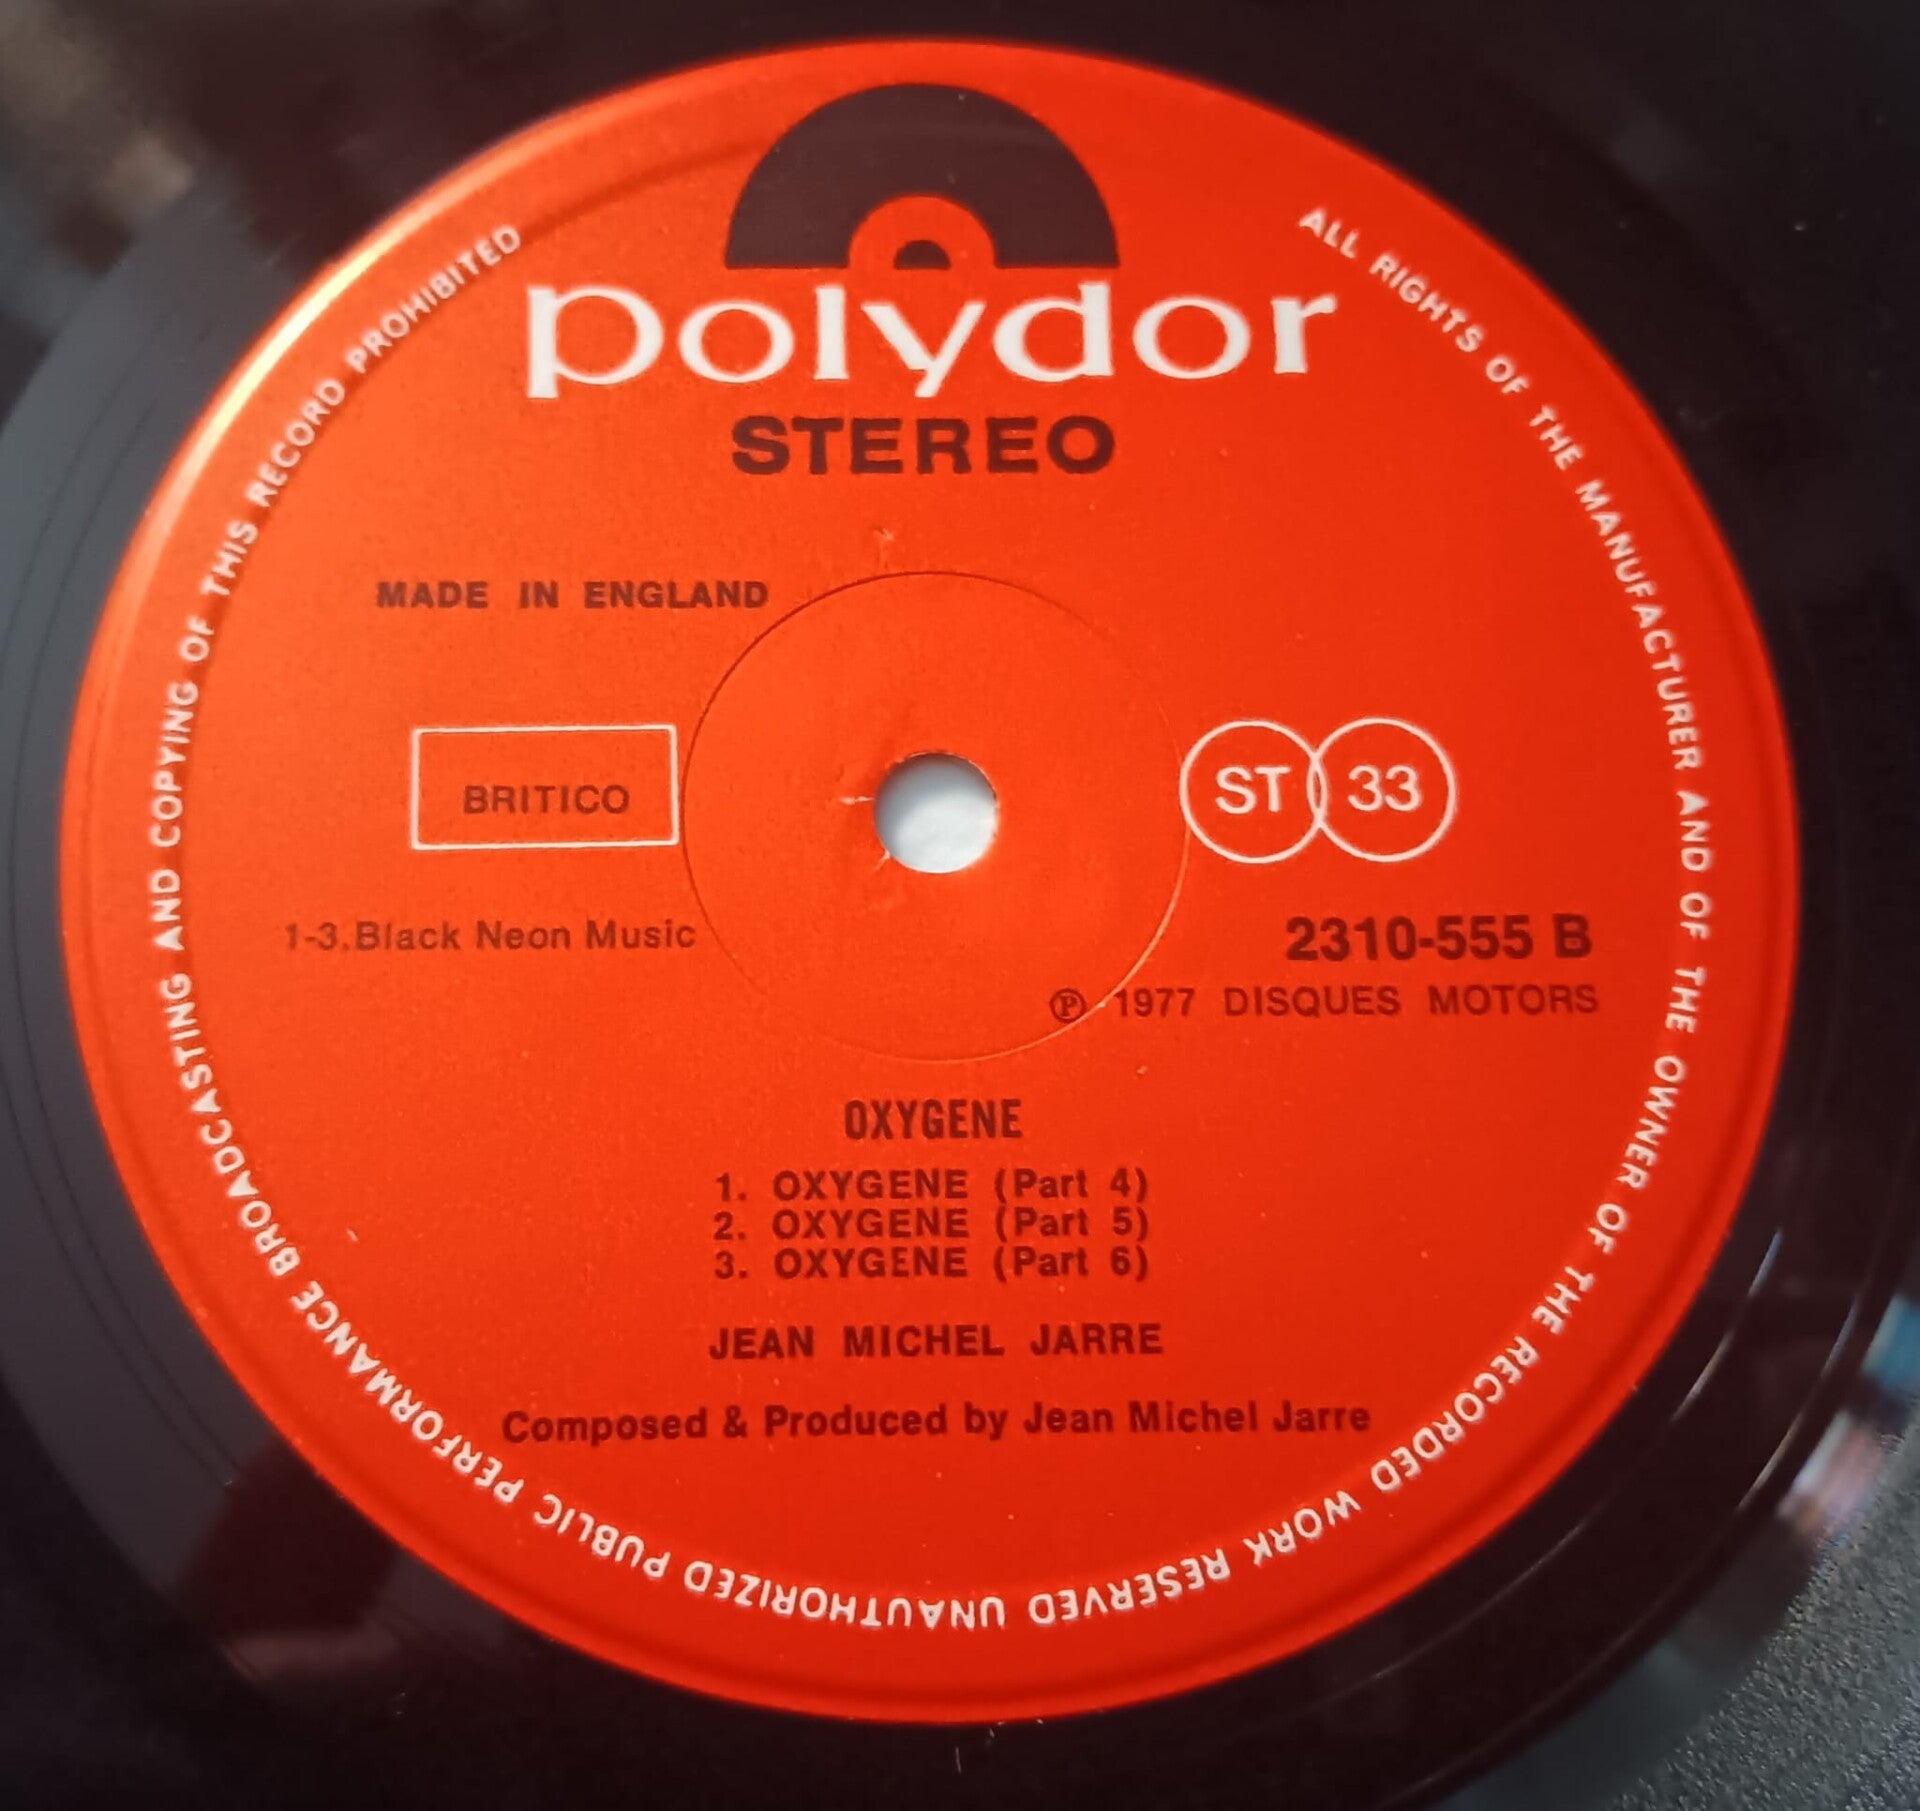 polydor
STEREO
MADE IN ENGLAND
BRITICO
ST 33
1-3.Black Neon Music
2310-555 B
Ⓟ 1977 DISQUES MOTORS
OXYGENE
1. OXYGENE (Part 4)
2. OXYGENE (Part 5)
3. OXYGENE (Part 6)
JEAN MICHEL JARRE
Composed & Produced by Jean Michel Jarre
ALL RIGHTS OF THE MANUFACTURER AND OF THE OWNER OF THE RECORDED WORK RESERVED UNAUTHORIZED PUBLIC PERFORMANCE BROADCASTING AND COPYING OF THIS RECORD PROHIBITED